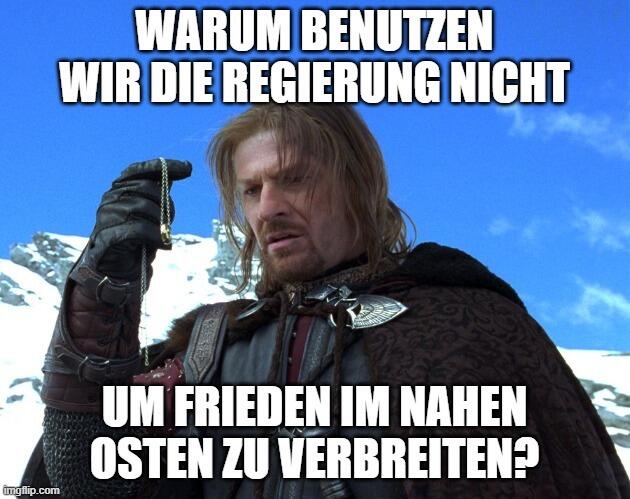 WARUM BENUTZEN
WIR DIE REGIERUNG NICHT
UM FRIEDEN IM NAHEN
OSTEN ZU VERBREITEN?
imgflip.com